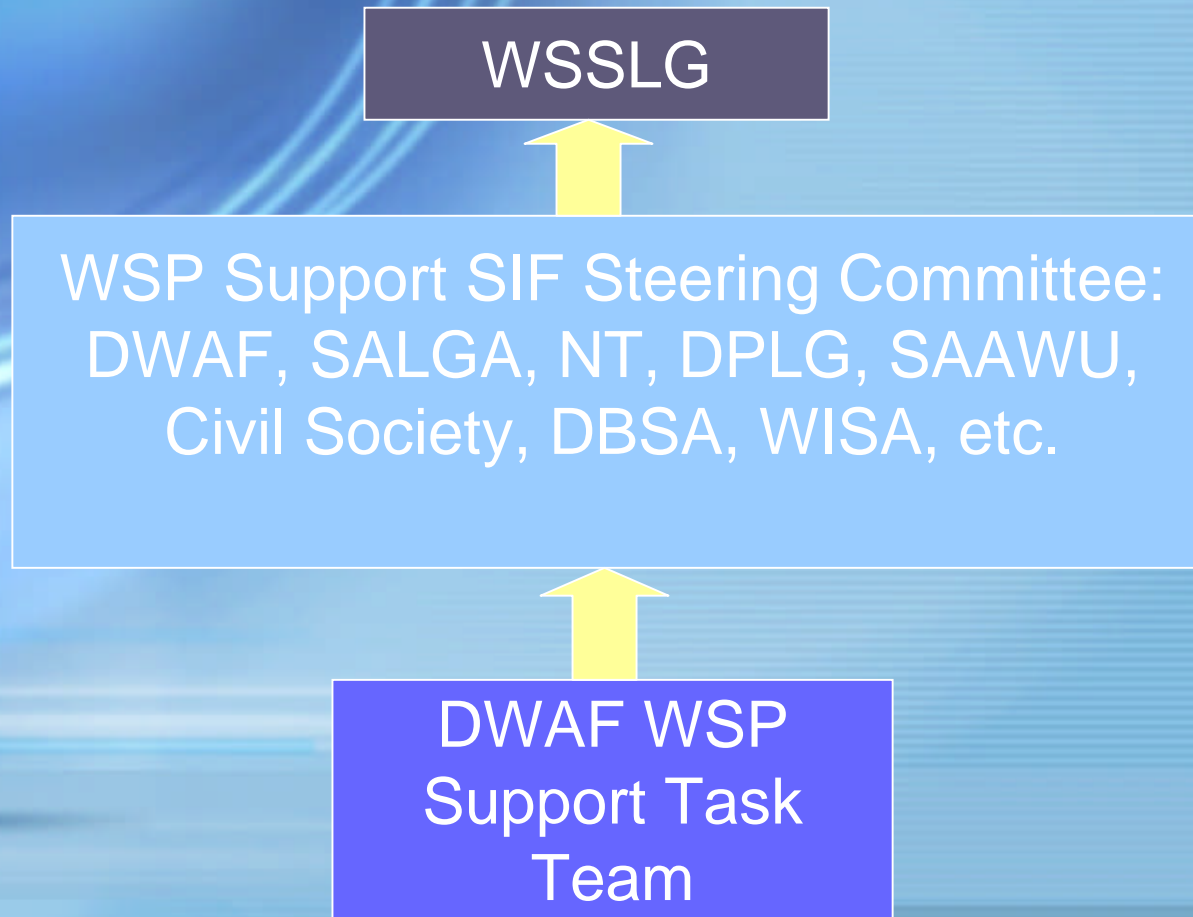 WSSLG
WSP Support SIF Steering Committee:
DWAF, SALGA, NT, DPLG, SAAWU,
Civil Society, DBSA, WISA, etc.
DWAF WSP
Support Task
Team